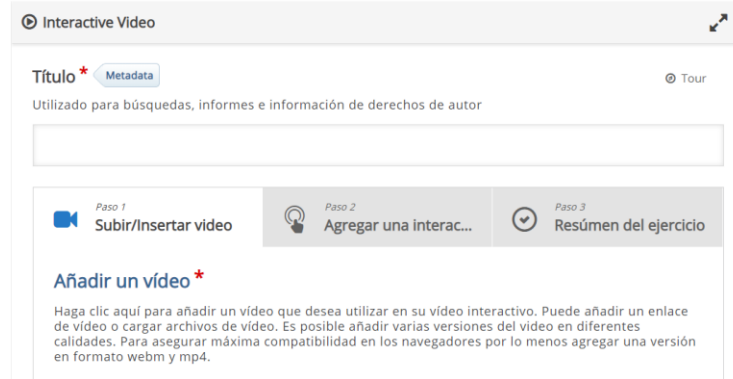 Interactive Video
Título * Metadata
Tour
Utilizado para búsquedas, informes e información de derechos de autor
Paso 1
Subir/Insertar video
Paso 2
Agregar una interac...
Paso 3
Resúmen del ejercicio
Añadir un vídeo *
Haga clic aquí para añadir un vídeo que desea utilizar en su vídeo interactivo. Puede añadir un enlace
de vídeo o cargar archivos de vídeo. Es posible añadir varias versiones del video en diferentes
calidades. Para asegurar máxima compatibilidad en los navegadores por lo menos agregar una versión
en formato webm y mp4.